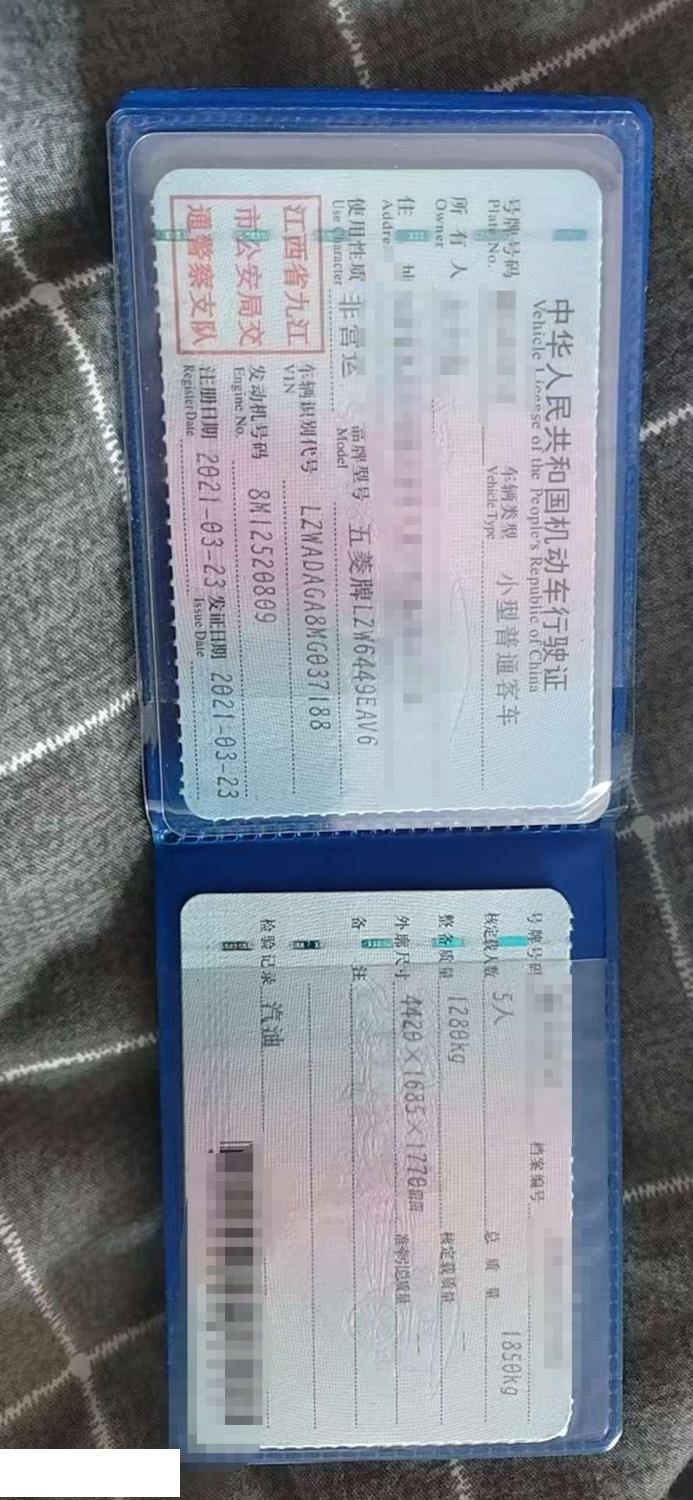 中华人民共和国机动车行驶证
Vehicle License of the People's Republic of China
号牌号码
Plate No.
车辆类型 小型普通客车
Vehicle Type
所有人
Owner
住
Addre
使用性质 非营运
Use Character
品牌型号 五菱牌LZW6449EAV6
Model
江西省九江
市公安局交
通警察支队
车辆识别代号 LZWADAGA8MG037188
VIN
发动机号码 8M12520809
Engine No.
注册日期 2021-03-23
Register Date
发证日期 2021-03-23
Issue Date
号牌号码
档案编号
核定载人数 5人
总质量 1850kg
整备质量 1280kg
核定载质量 --
外廓尺寸 4420×1685×1770mm
准牵引总质量 --
备注
检验记录 汽油